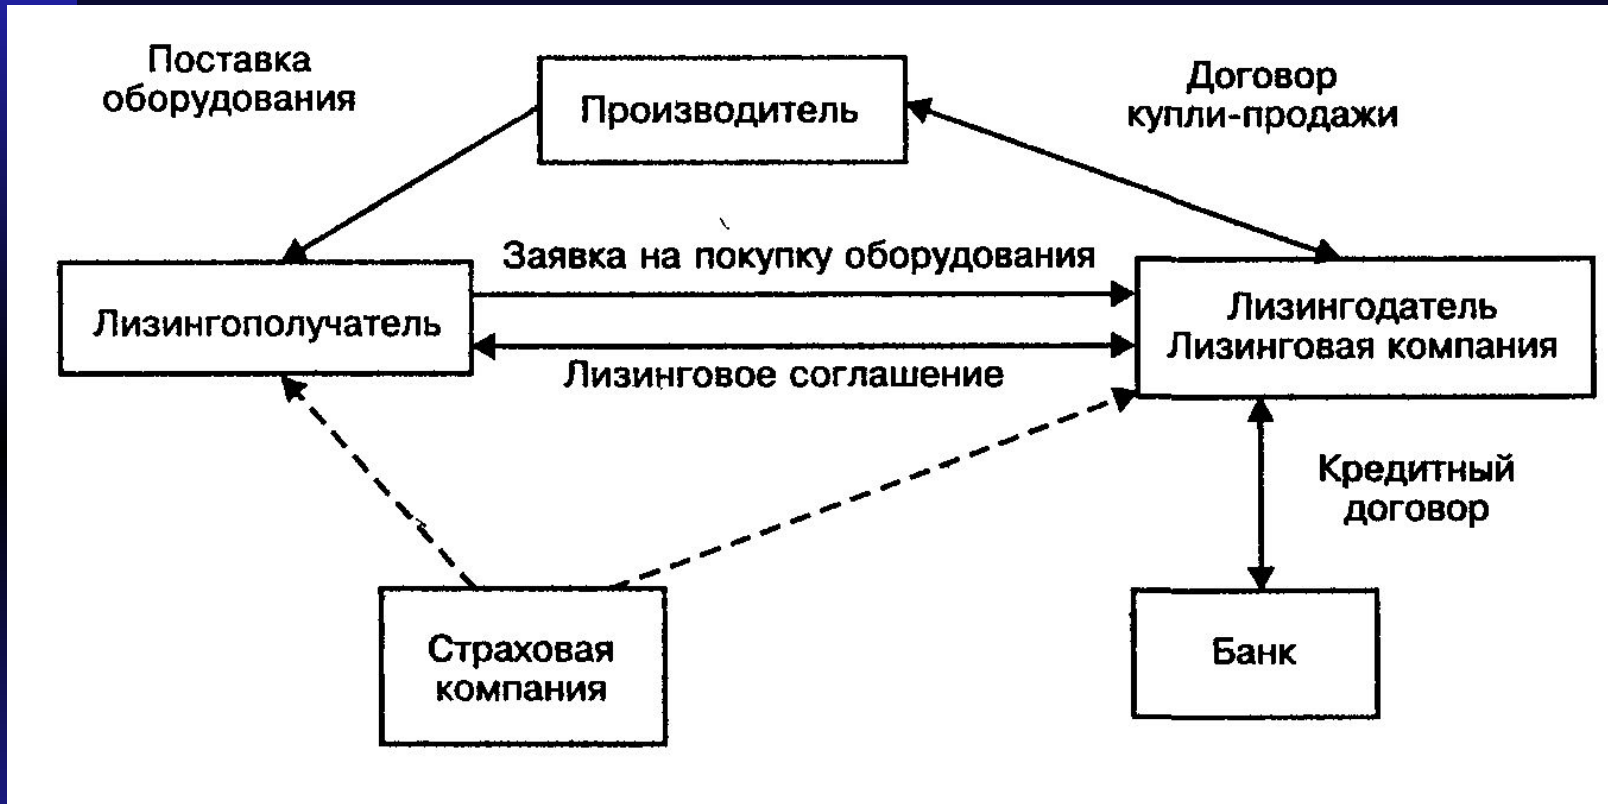 Поставка
оборудования
Производитель
Договор
купли-продажи
Заявка на покупку оборудования
Лизингополучатель
Лизингодатель
Лизинговая компания
Лизинговое соглашение
Кредитный
договор
Страховая
компания
Банк